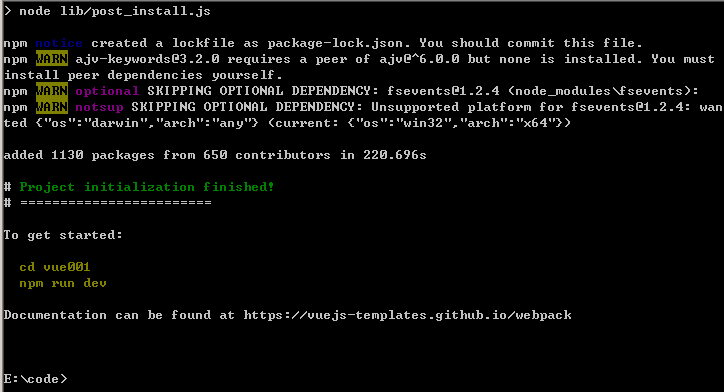 > node lib/post_install.js
npm notice created a lockfile as package-lock.json. You should commit this file.
npm WARN ajv-keywords@3.2.0 requires a peer of ajv@^6.0.0 but none is installed. You must
install peer dependencies yourself.
npm WARN optional SKIPPING OPTIONAL DEPENDENCY: fsevents@1.2.4 (node_modules\fsevents):
npm WARN notsup SKIPPING OPTIONAL DEPENDENCY: Unsupported platform for fsevents@1.2.4: wan
ted {"os":"darwin","arch":"any"} (current: {"os":"win32","arch":"x64"})
added 1130 packages from 650 contributors in 220.696s
# Project initialization finished!
# ========================
To get started:
cd vue001
npm run dev
Documentation can be found at https://vuejs-templates.github.io/webpack
E:\code>